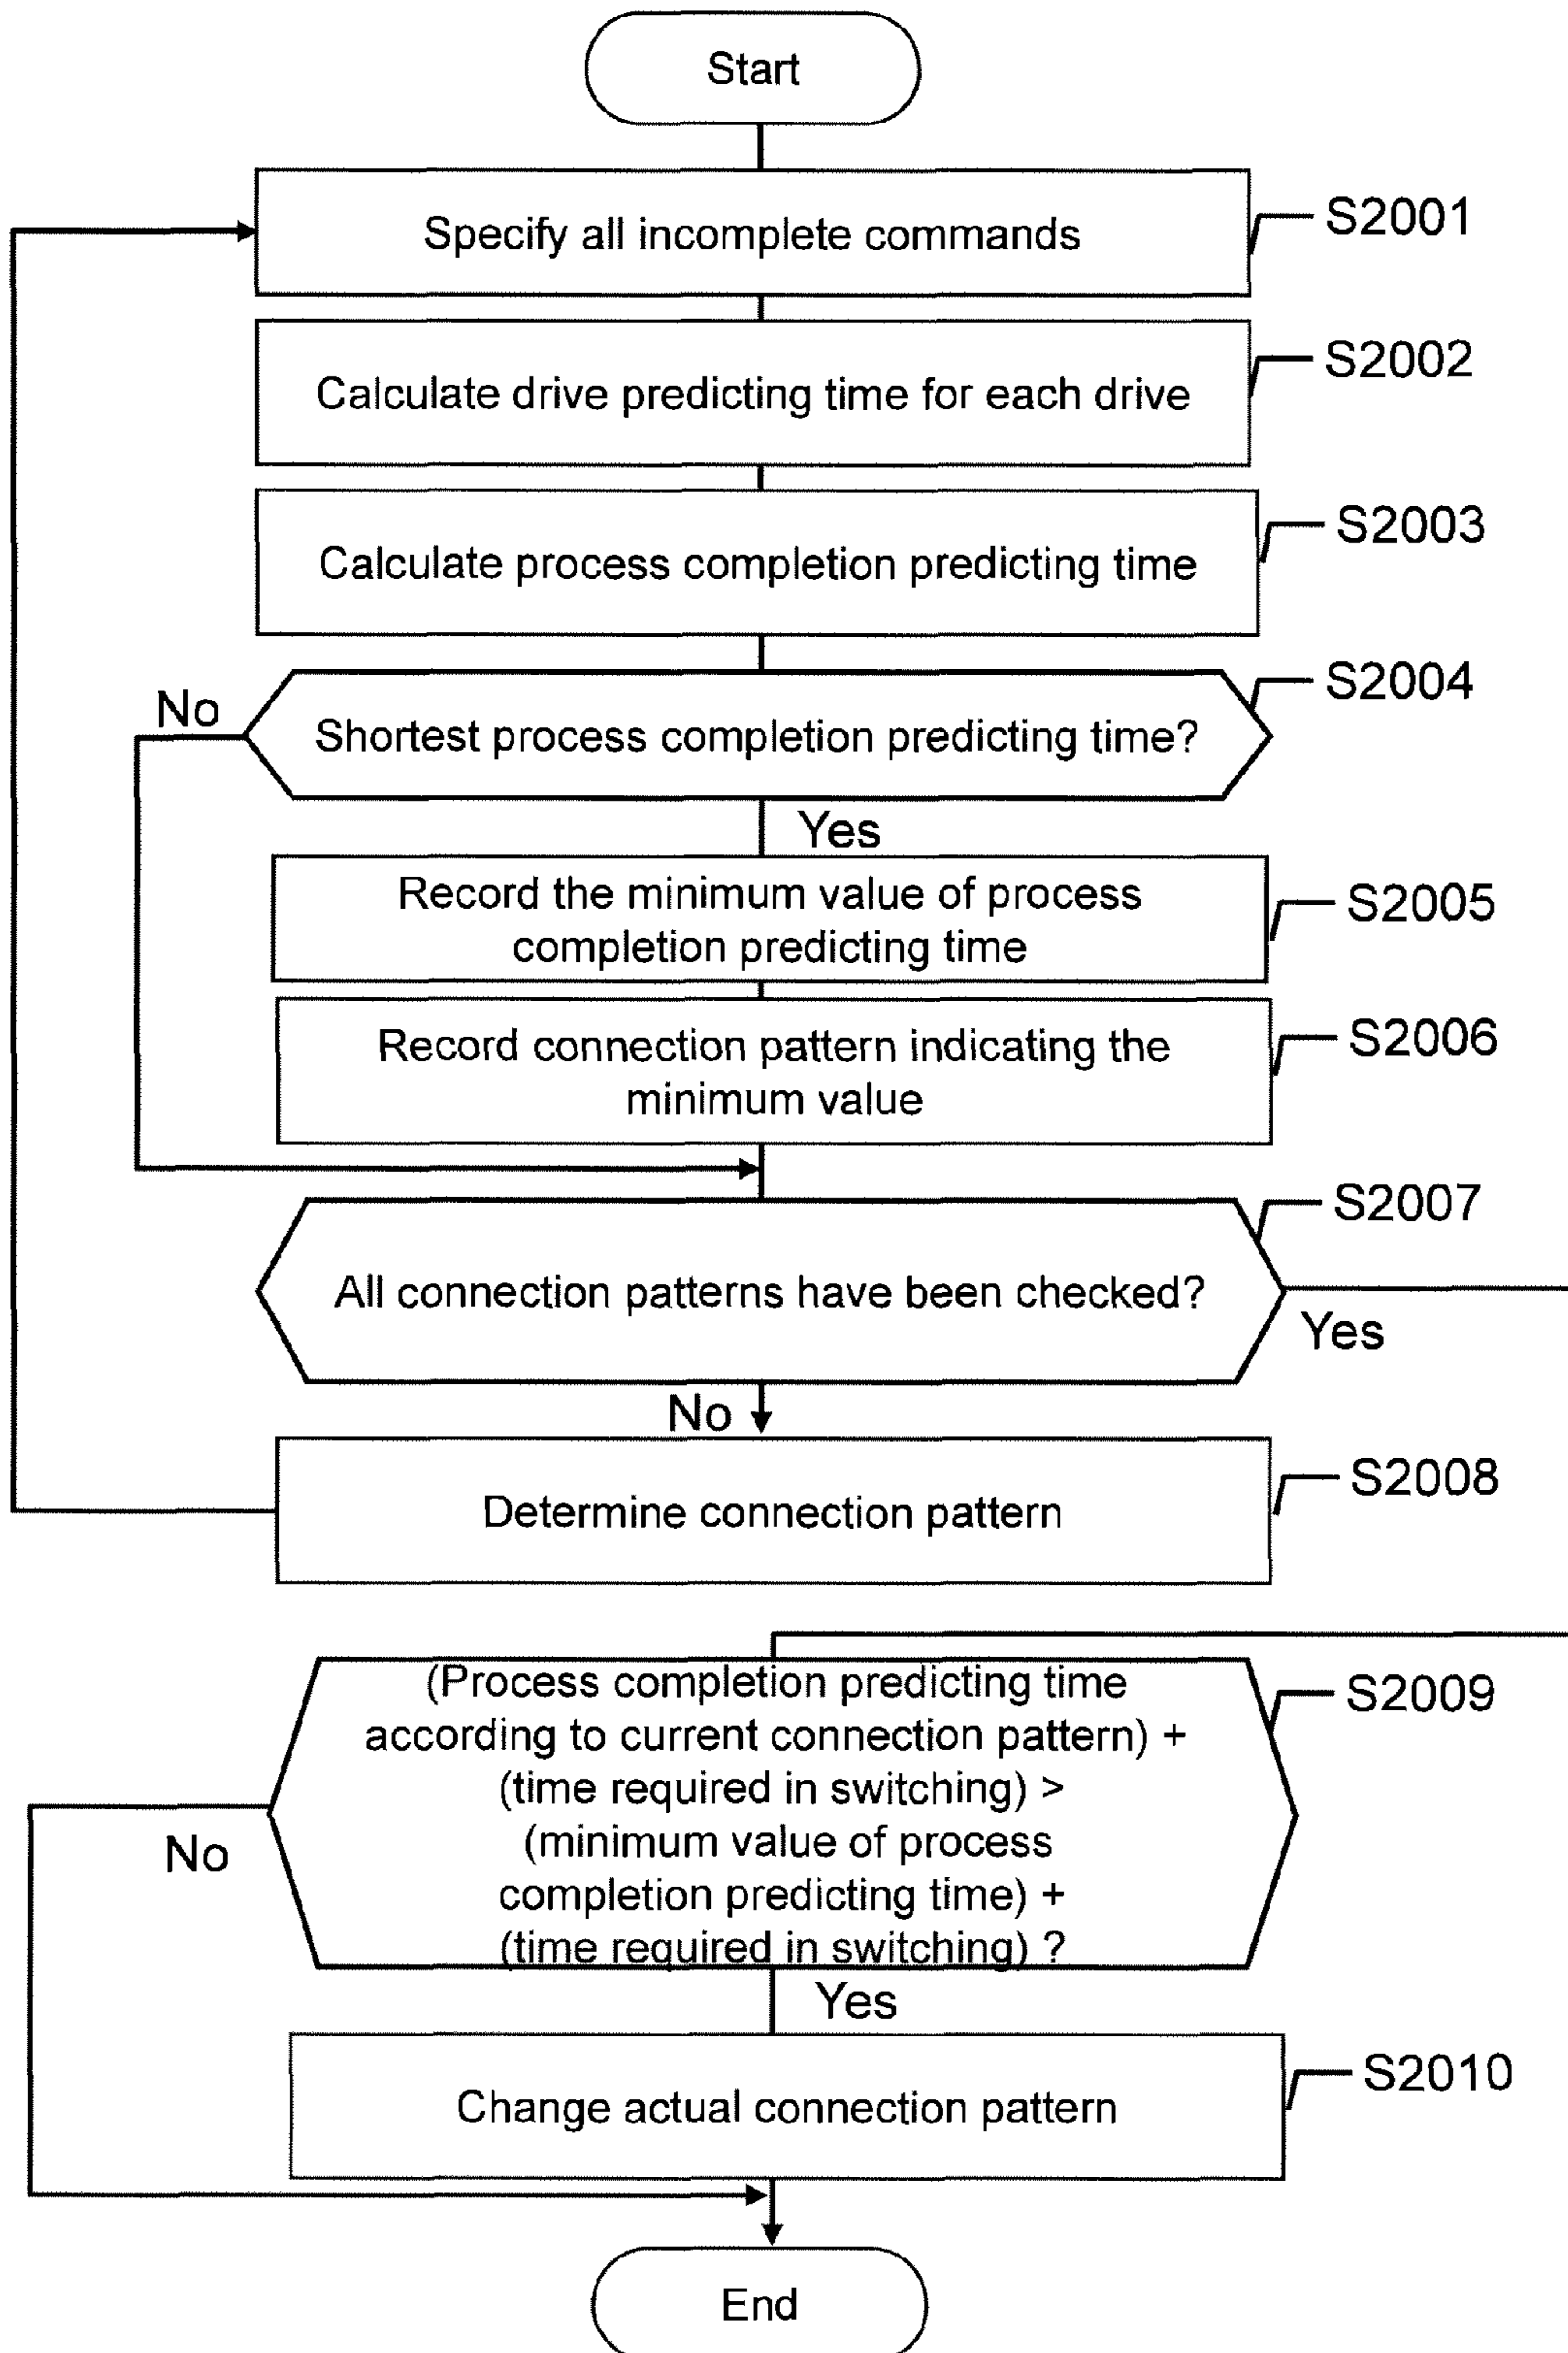 Start
Specify all incomplete commands
S2001
Calculate drive predicting time for each drive
S2002
Calculate process completion predicting time
S2003
Shortest process completion predicting time?
S2004
No
Yes
Record the minimum value of process
completion predicting time
S2005
Record connection pattern indicating the
minimum value
S2006
All connection patterns have been checked?
S2007
Yes
No
Determine connection pattern
S2008
(Process completion predicting time
according to current connection pattern) +
(time required in switching) >
(minimum value of process
completion predicting time) +
(time required in switching) ?
S2009
No
Yes
Change actual connection pattern
S2010
End